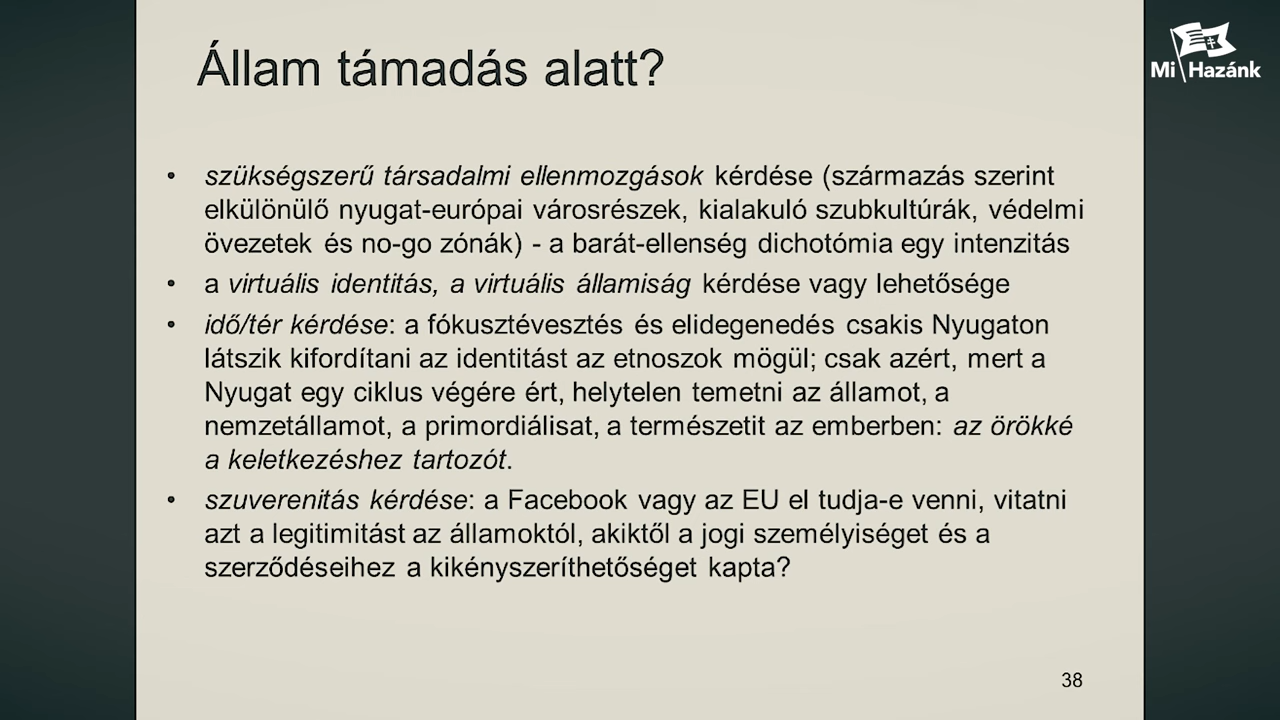 Állam támadás alatt?
Mi Hazánk
• szükségszerű társadalmi ellenmozgások kérdése (származás szerint
elkülönülő nyugat-európai városrészek, kialakuló szubkultúrák, védelmi
övezetek és no-go zónák) - a barát-ellenség dichotómia egy intenzitás
• a virtuális identitás, a virtuális államiság kérdése vagy lehetősége
• idő/tér kérdése: a fókusztévesztés és elidegenedés csakis Nyugaton
látszik kifordítani az identitást az etnoszok mögül; csak azért, mert a
Nyugat egy ciklus végére ért, helytelen temetni az államot, a
nemzetállamot, a primordiálisat, a természetit az emberben: az örökké
a keletkezéshez tartozót.
• szuverenitás kérdése: a Facebook vagy az EU el tudja-e venni, vitatni
azt a legitimitást az államoktól, akiktől a jogi személyiséget és a
szerződéseihez a kikényszeríthetőséget kapta?
38